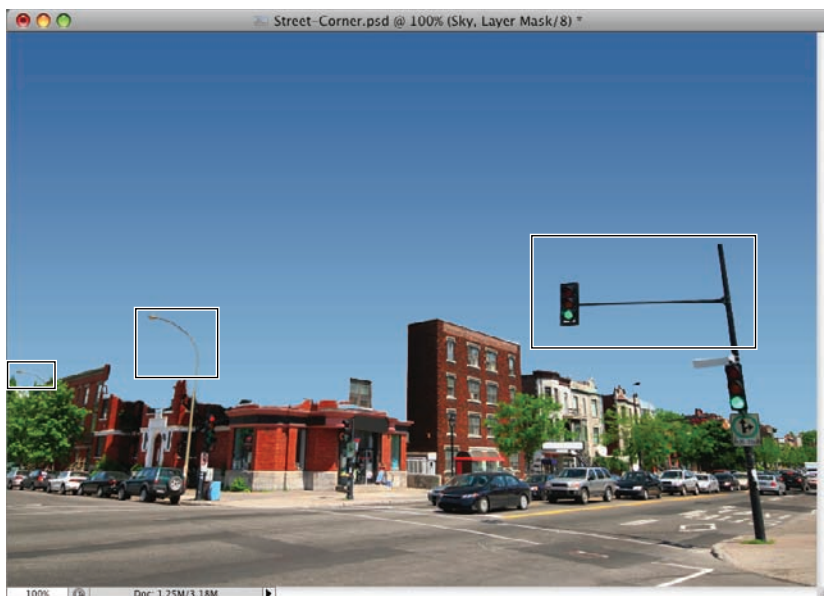 Street-Corner.psd @ 100% (Sky, Layer Mask/8) *
100%
Doc: 1.25M/3.18M